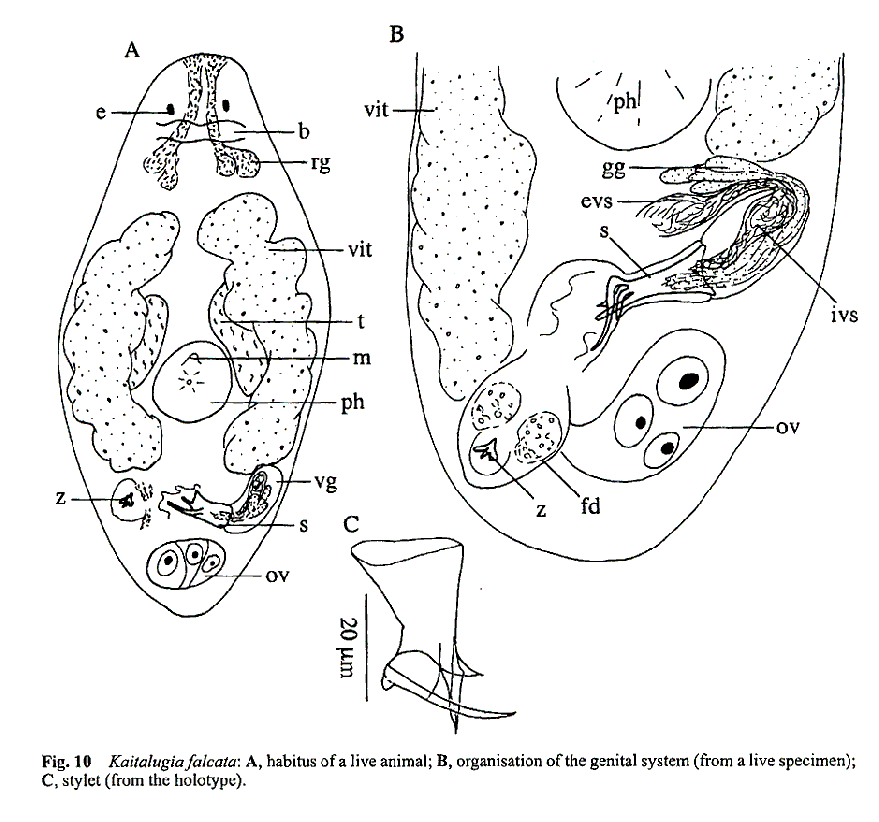 A
e
b
rg
vit
t
m
ph
z
vg
s
ov
B
vit
ph
gg
evs
s
ivs
ov
z
fd
C
20 µm
Fig. 10 Kaitalugia falcata: A, habitus of a live animal; B, organisation of the genital system (from a live specimen);
C, stylet (from the holotype).